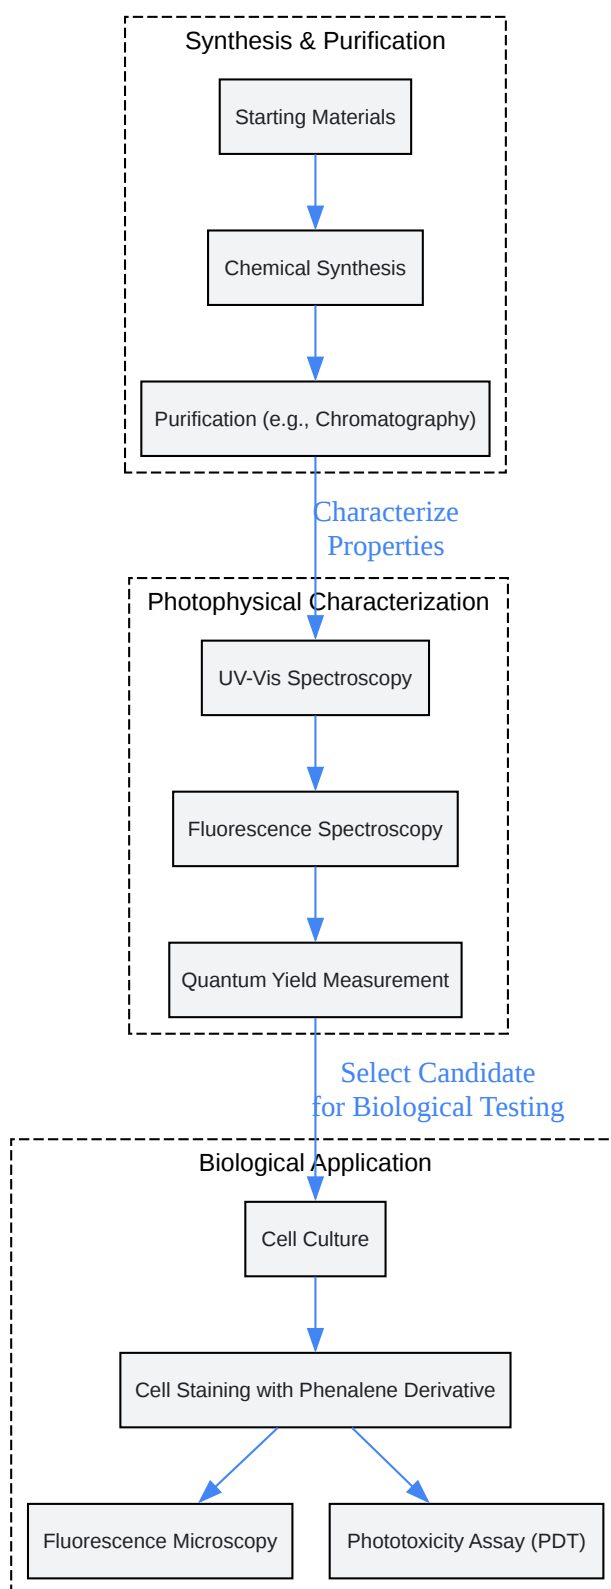 Synthesis & Purification
Starting Materials
Chemical Synthesis
Purification (e.g., Chromatography)
Characterize
Properties
Photophysical Characterization
UV-Vis Spectroscopy
Fluorescence Spectroscopy
Quantum Yield Measurement
Select Candidate
for Biological Testing
Biological Application
Cell Culture
Cell Staining with Phenalene Derivative
Fluorescence Microscopy
Phototoxicity Assay (PDT)